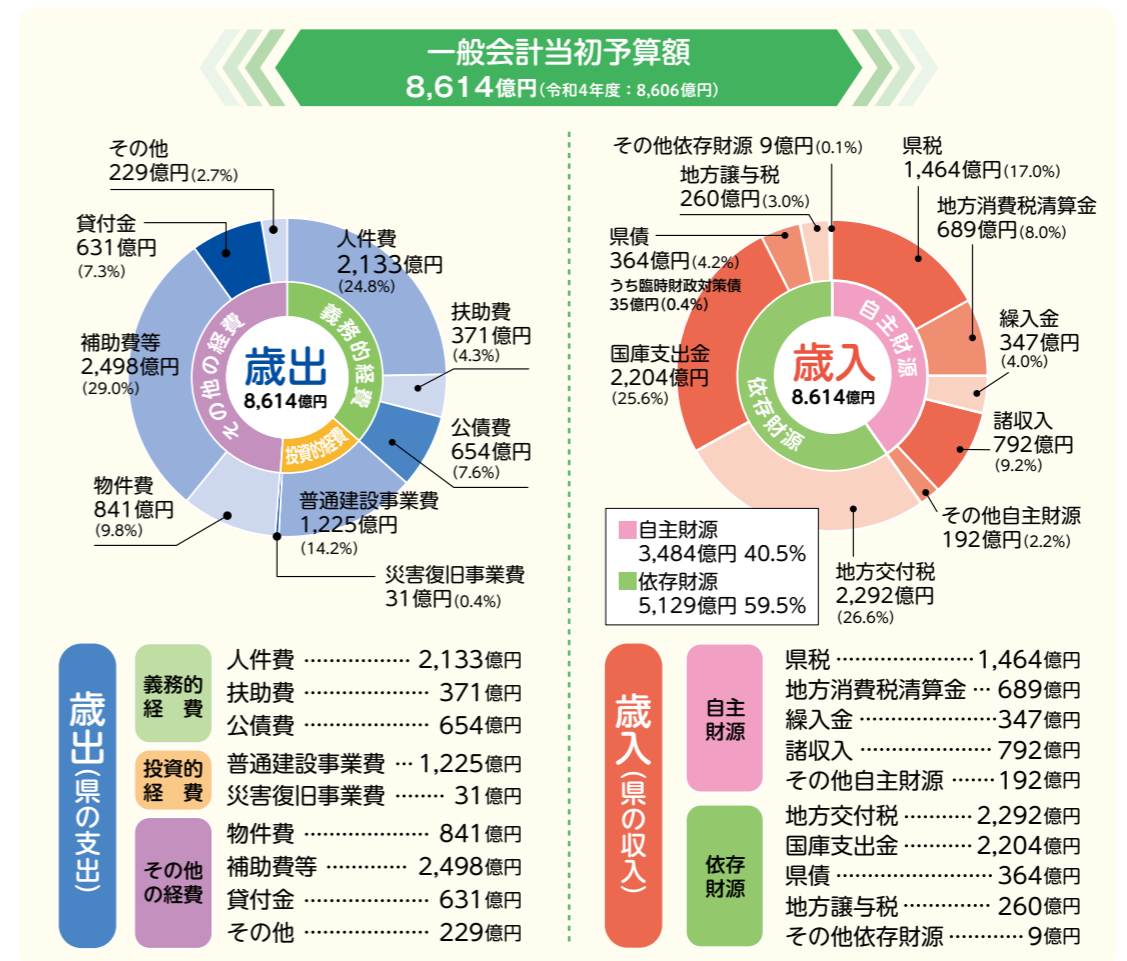 一般会計当初予算額
8,614億円(令和4年度：8,606億円)
その他
229億円(2.7%)
貸付金
631億円
(7.3%)
補助費等
2,498億円
(29.0%)
物件費
841億円
(9.8%)
人件費
2,133億円
(24.8%)
扶助費
371億円
(4.3%)
公債費
654億円
(7.6%)
普通建設事業費
1,225億円
(14.2%)
災害復旧事業費
31億円(0.4%)
義務的経費
投資的経費
その他の経費
歳出
8,614億円
その他依存財源 9億円(0.1%)
地方譲与税
260億円(3.0%)
県債
364億円(4.2%)
うち臨時財政対策債
35億円(0.4%)
国庫支出金
2,204億円
(25.6%)
県税
1,464億円(17.0%)
地方消費税清算金
689億円(8.0%)
繰入金
347億円
(4.0%)
諸収入
792億円
(9.2%)
その他自主財源
192億円(2.2%)
地方交付税
2,292億円
(26.6%)
自主財源
依存財源
歳入
8.614億円
自主財源
3,484億円 40.5%
依存財源
5,129億円 59.5%
歳出(県の支出)
義務的
経　費
人件費 ……………… 2,133億円
扶助費 ……………… 371億円
公債費 ……………… 654億円
投資的
経　費
普通建設事業費 … 1,225億円
災害復旧事業費 …… 31億円
その他
の経費
物件費 ……………… 841億円
補助費等 ………… 2,498億円
貸付金 ……………… 631億円
その他 ……………… 229億円
歳入(県の収入)
自主
財源
県税 ………………… 1,464億円
地方消費税清算金 … 689億円
繰入金 ……………… 347億円
諸収入 ……………… 792億円
その他自主財源 …… 192億円
依存
財源
地方交付税 ………… 2,292億円
国庫支出金 ………… 2,204億円
県債 ………………… 364億円
地方譲与税 ………… 260億円
その他依存財源 ……… 9億円